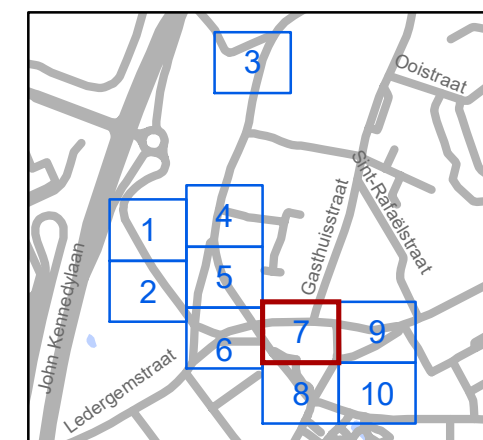 3
Ooistraat
Sint-Rafaëlstraat
Gasthuisstraat
1
4
2
5
John Kennedylaan
7
9
6
Ledergemstraat
8
10